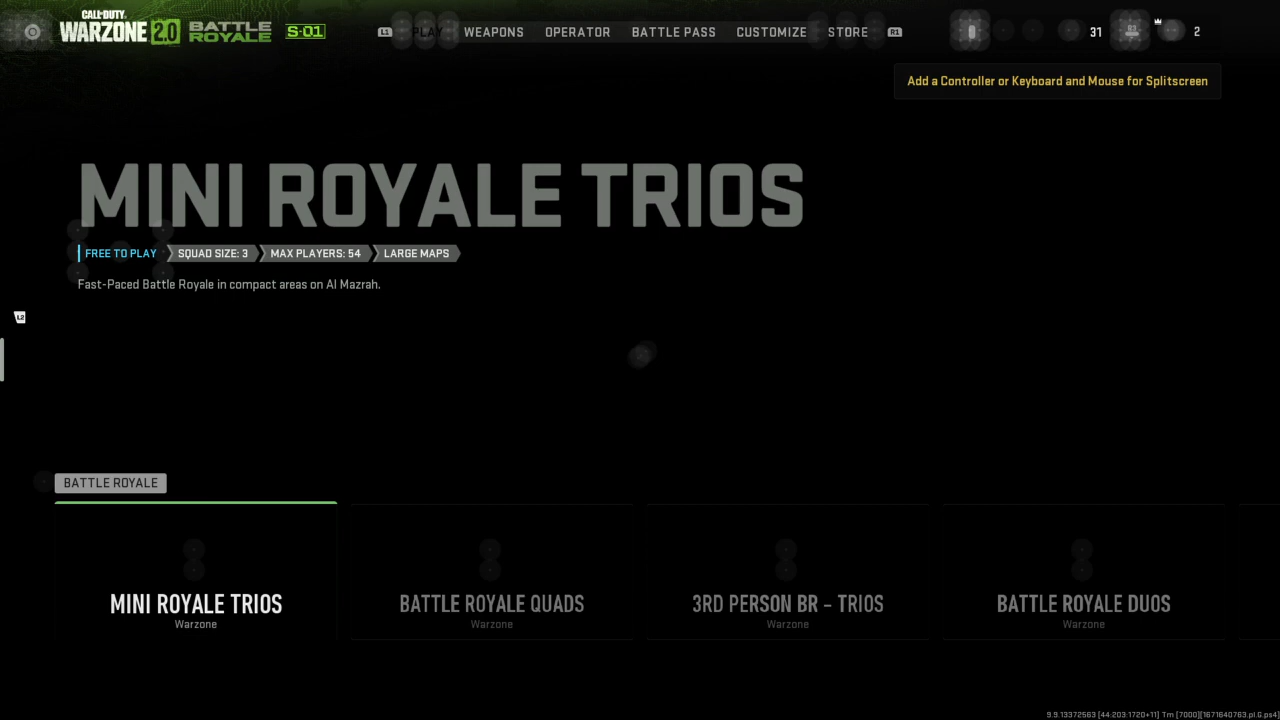 CALL OF DUTY
WARZONE 2.0 BATTLE ROYALE S-01
L1 PLAY WEAPONS OPERATOR BATTLE PASS CUSTOMIZE STORE R1
31 2
Add a Controller or Keyboard and Mouse for Splitscreen
MINI ROYALE TRIOS
FREE TO PLAY SQUAD SIZE: 3 MAX PLAYERS: 54 LARGE MAPS
Fast-Paced Battle Royale in compact areas on Al Mazrah.
L2
BATTLE ROYALE
MINI ROYALE TRIOS
Warzone
BATTLE ROYALE QUADS
Warzone
3RD PERSON BR - TRIOS
Warzone
BATTLE ROYALE DUOS
Warzone